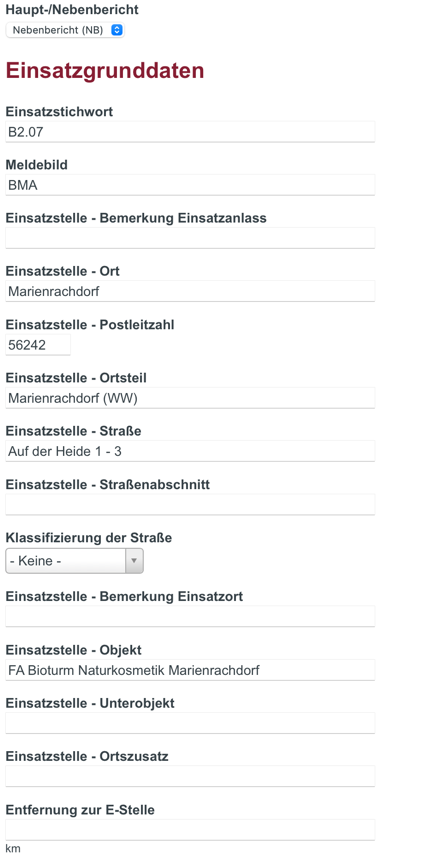 Haupt-/Nebenbericht
Nebenbericht (NB)
Einsatzgrunddaten
Einsatzstichwort
B2.07
Meldebild
BMA
Einsatzstelle - Bemerkung Einsatzanlass
Einsatzstelle - Ort
Marienrachdorf
Einsatzstelle - Postleitzahl
56242
Einsatzstelle - Ortsteil
Marienrachdorf (WW)
Einsatzstelle - Straße
Auf der Heide 1 - 3
Einsatzstelle - Straßenabschnitt
Klassifizierung der Straße
- Keine -
Einsatzstelle - Bemerkung Einsatzort
Einsatzstelle - Objekt
FA Bioturm Naturkosmetik Marienrachdorf
Einsatzstelle - Unterobjekt
Einsatzstelle - Ortszusatz
Entfernung zur E-Stelle
km